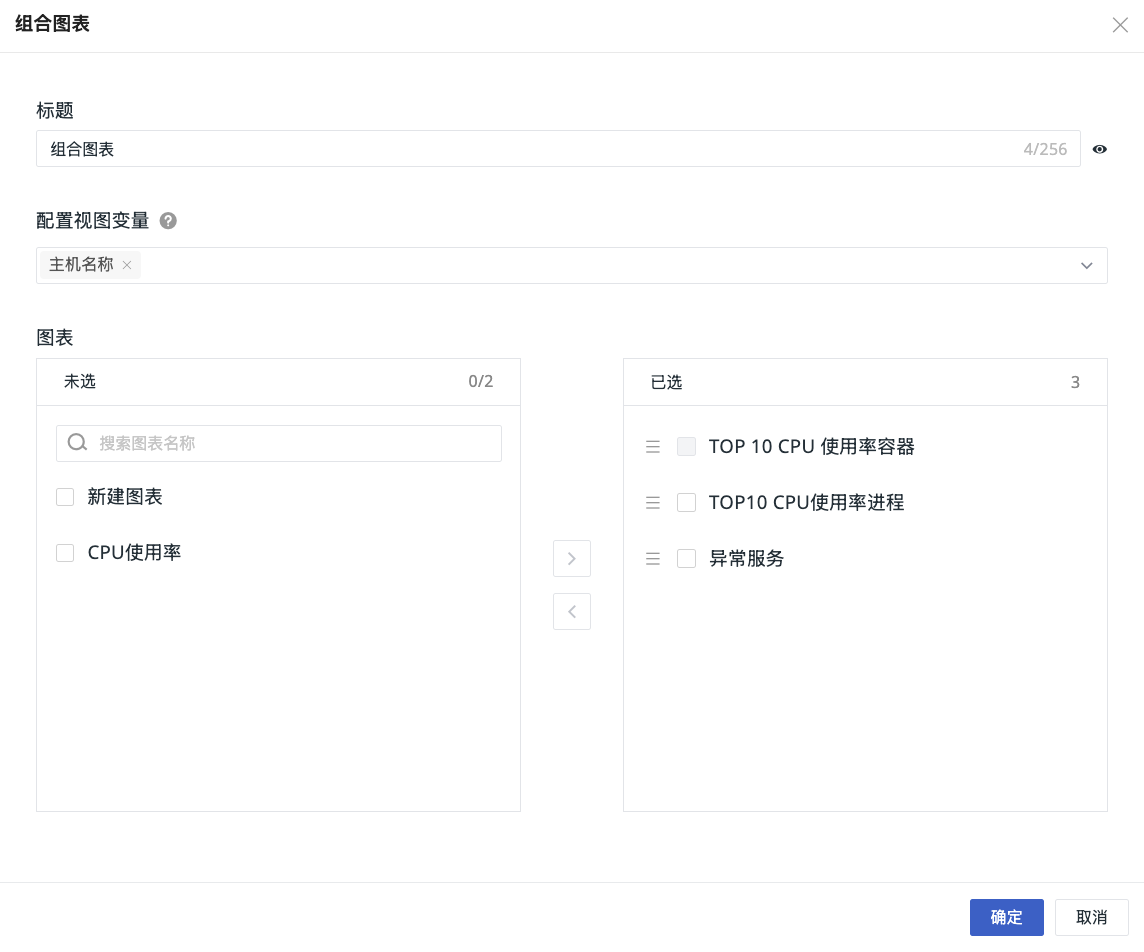 组合图表
标题
组合图表 4/256
配置视图变量 ?
主机名称
图表
未选 0/2
搜索图表名称
新建图表
CPU使用率
已选 3
TOP 10 CPU 使用率容器
TOP10 CPU使用率进程
异常服务
确定 取消